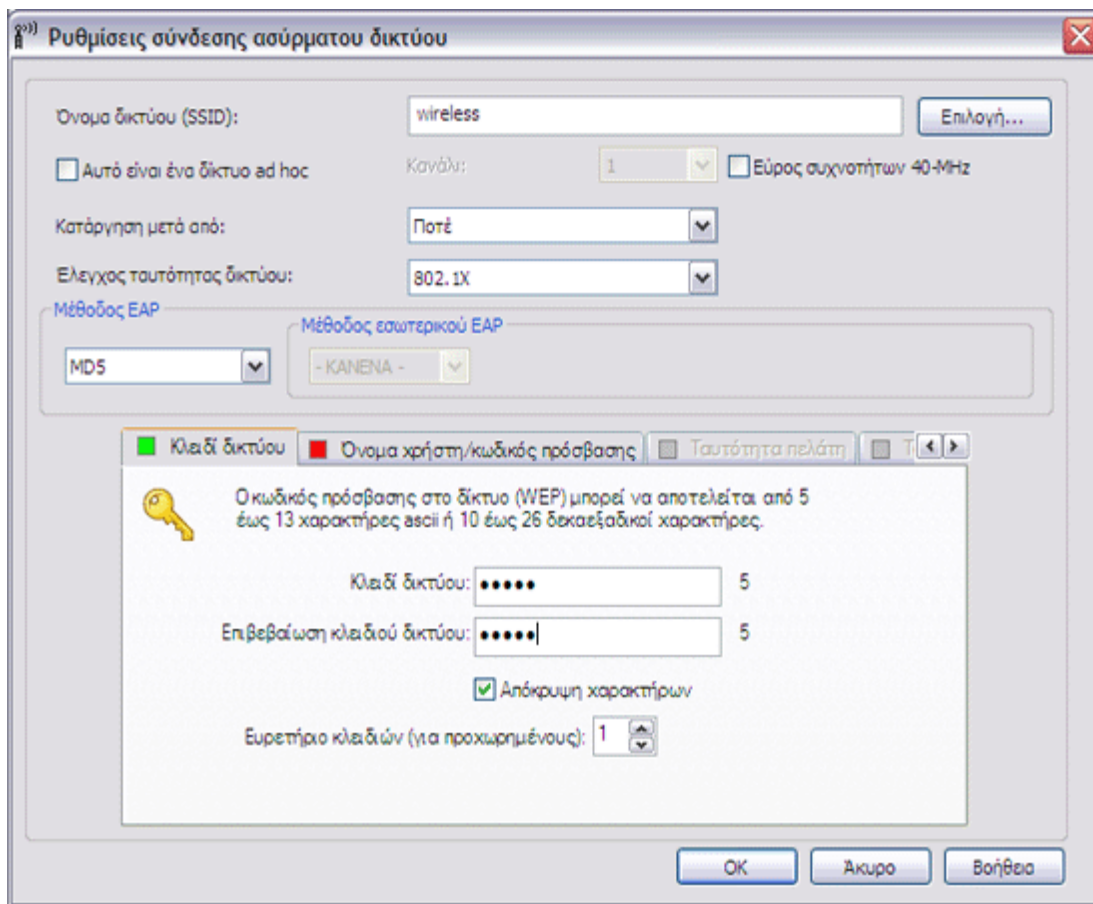 Ρυθμίσεις σύνδεσης ασύρματου δικτύου
Όνομα δικτύου (SSID): wireless Επιλογή...
Αυτό είναι ένα δίκτυο ad hoc Κανάλι: 1 Εύρος συχνοτήτων 40-MHz
Κατάργηση μετά από: Ποτέ
Έλεγχος ταυτότητας δικτύου: 802.1X
Μέθοδος EAP
Μέθοδος εσωτερικού EAP
MD5 - ΚΑΝΕΝΑ -
Κλειδί δικτύου Όνομα χρήστη/κωδικός πρόσβασης Ταυτότητα πελάτη
Ο κωδικός πρόσβασης στο δίκτυο (WEP) μπορεί να αποτελείται από 5
έως 13 χαρακτήρες ascii ή 10 έως 26 δεκαεξαδικοί χαρακτήρες.
Κλειδί δικτύου: ••••• 5
Επιβεβαίωση κλειδιού δικτύου: ••••• 5
Απόκρυψη χαρακτήρων
Ευρετήριο κλειδιών (για προχωρημένους): 1
OK Άκυρο Βοήθεια